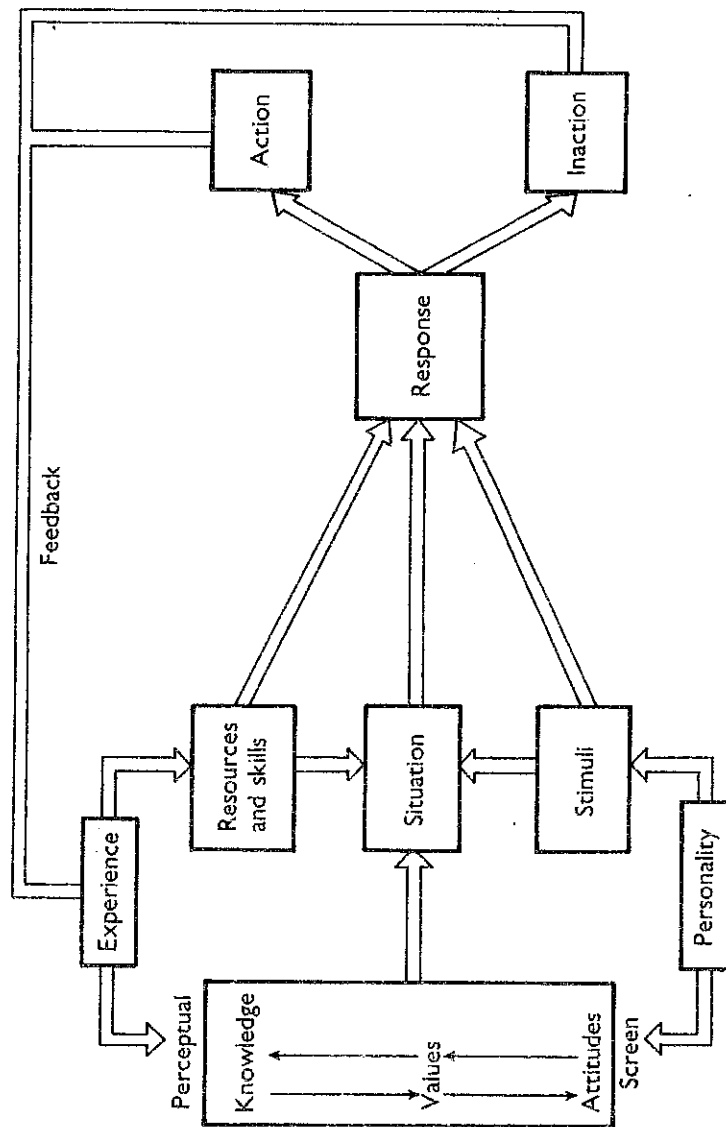 Feedback
Experience
Perceptual
Knowledge
Values
Attitudes
Screen
Personality
Resources
and skills
Situation
Stimuli
Response
Action
Inaction